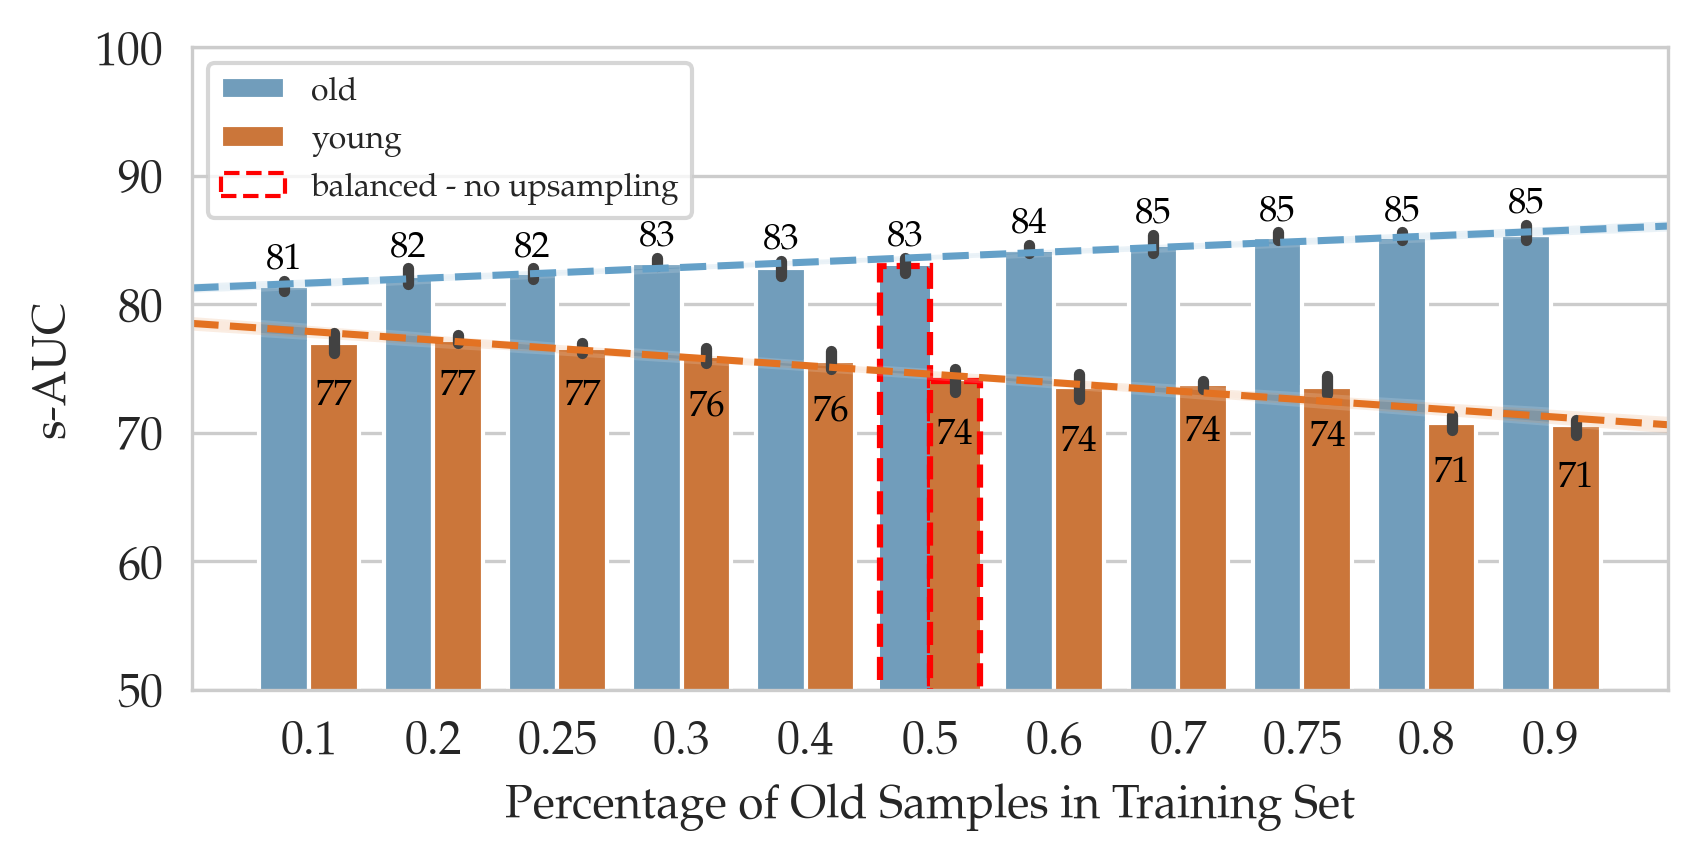 100
90
80
70
60
50
s-AUC
old
young
balanced - no upsampling
81 82 82 83 83 83 84 85 85 85 85
77 77 77 76 76 74 74 74 74 71 71
0.1 0.2 0.25 0.3 0.4 0.5 0.6 0.7 0.75 0.8 0.9
Percentage of Old Samples in Training Set